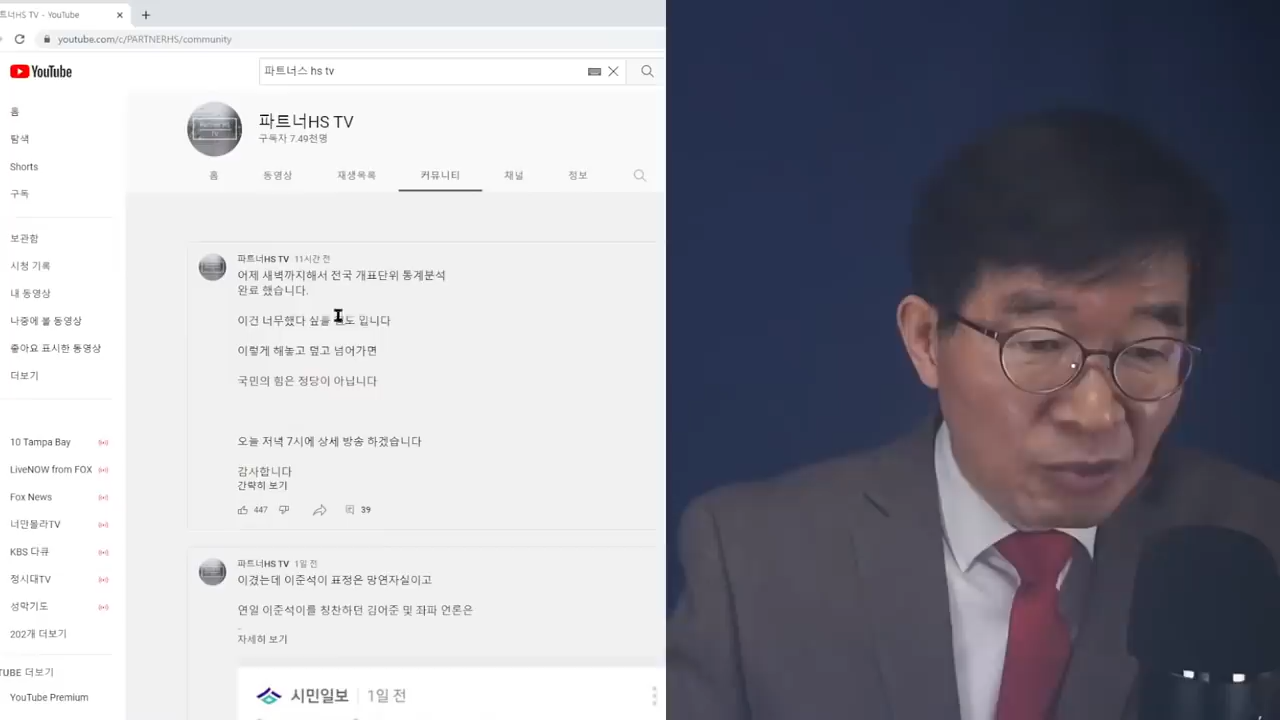 트너HS TV - YouTube
youtube.com/c/PARTNERHS/community
YouTube
파트너스 hs tv
홈
탐색
Shorts
구독
보관함
시청 기록
내 동영상
나중에 볼 동영상
좋아요 표시한 동영상
더보기
10 Tampa Bay
LiveNOW from FOX
Fox News
너만몰라TV
KBS 다큐
정시대TV
성막기도
202개 더보기
TUBE 더보기
YouTube Premium
파트너HS TV
구독자 7.49천명
홈 동영상 재생목록 커뮤니티 채널 정보
파트너HS TV 11시간 전
어제 새벽까지해서 전국 개표단위 통계분석
완료 했습니다.
이건 너무했다 싶을 입니다
이렇게 해놓고 덮고 넘어가면
국민의 힘은 정당이 아닙니다
오늘 저녁 7시에 상세 방송 하겠습니다
감사합니다
간략히 보기
447 39
파트너HS TV 1일 전
이겼는데 이준석이 표정은 망연자실이고
연일 이준석이를 칭찬하던 김어준 및 좌파 언론은
자세히 보기
시민일보 1일 전